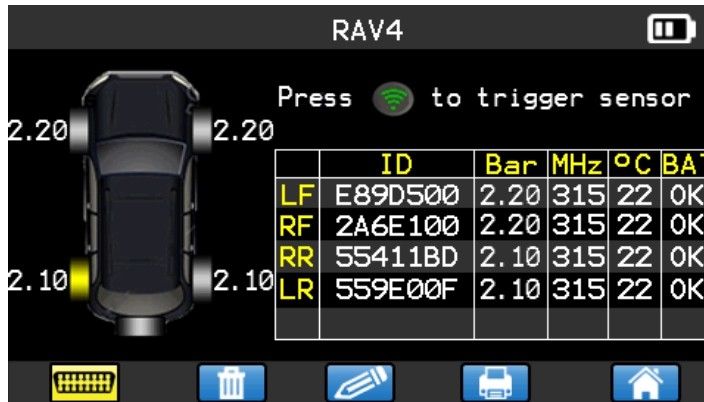 RAV4
Press to trigger sensor
2.20 2.20
ID Bar MHz °C BAT
LF E89D500 2.20 315 22 OK
RF 2A6E100 2.20 315 22 OK
RR 55411BD 2.10 315 22 OK
2.10 2.10
LR 559E00F 2.10 315 22 OK